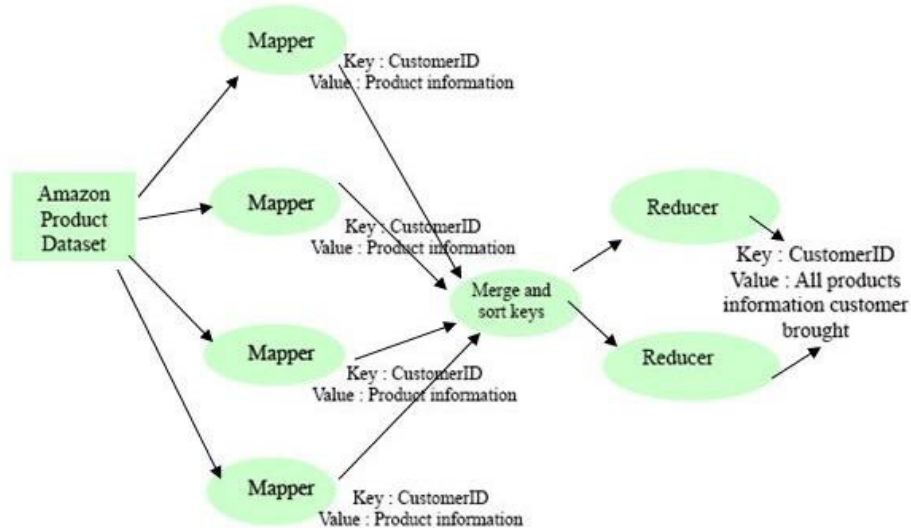 Mapper
Key : CustomerID
Value : Product information
Amazon
Product
Dataset
Mapper
Key : CustomerID
Value : Product information
Mapper
Key : CustomerID
Value : Product information
Mapper
Key : CustomerID
Value : Product information
Merge and
sort keys
Reducer
Reducer
Key : CustomerID
Value : All products
information customer
brought